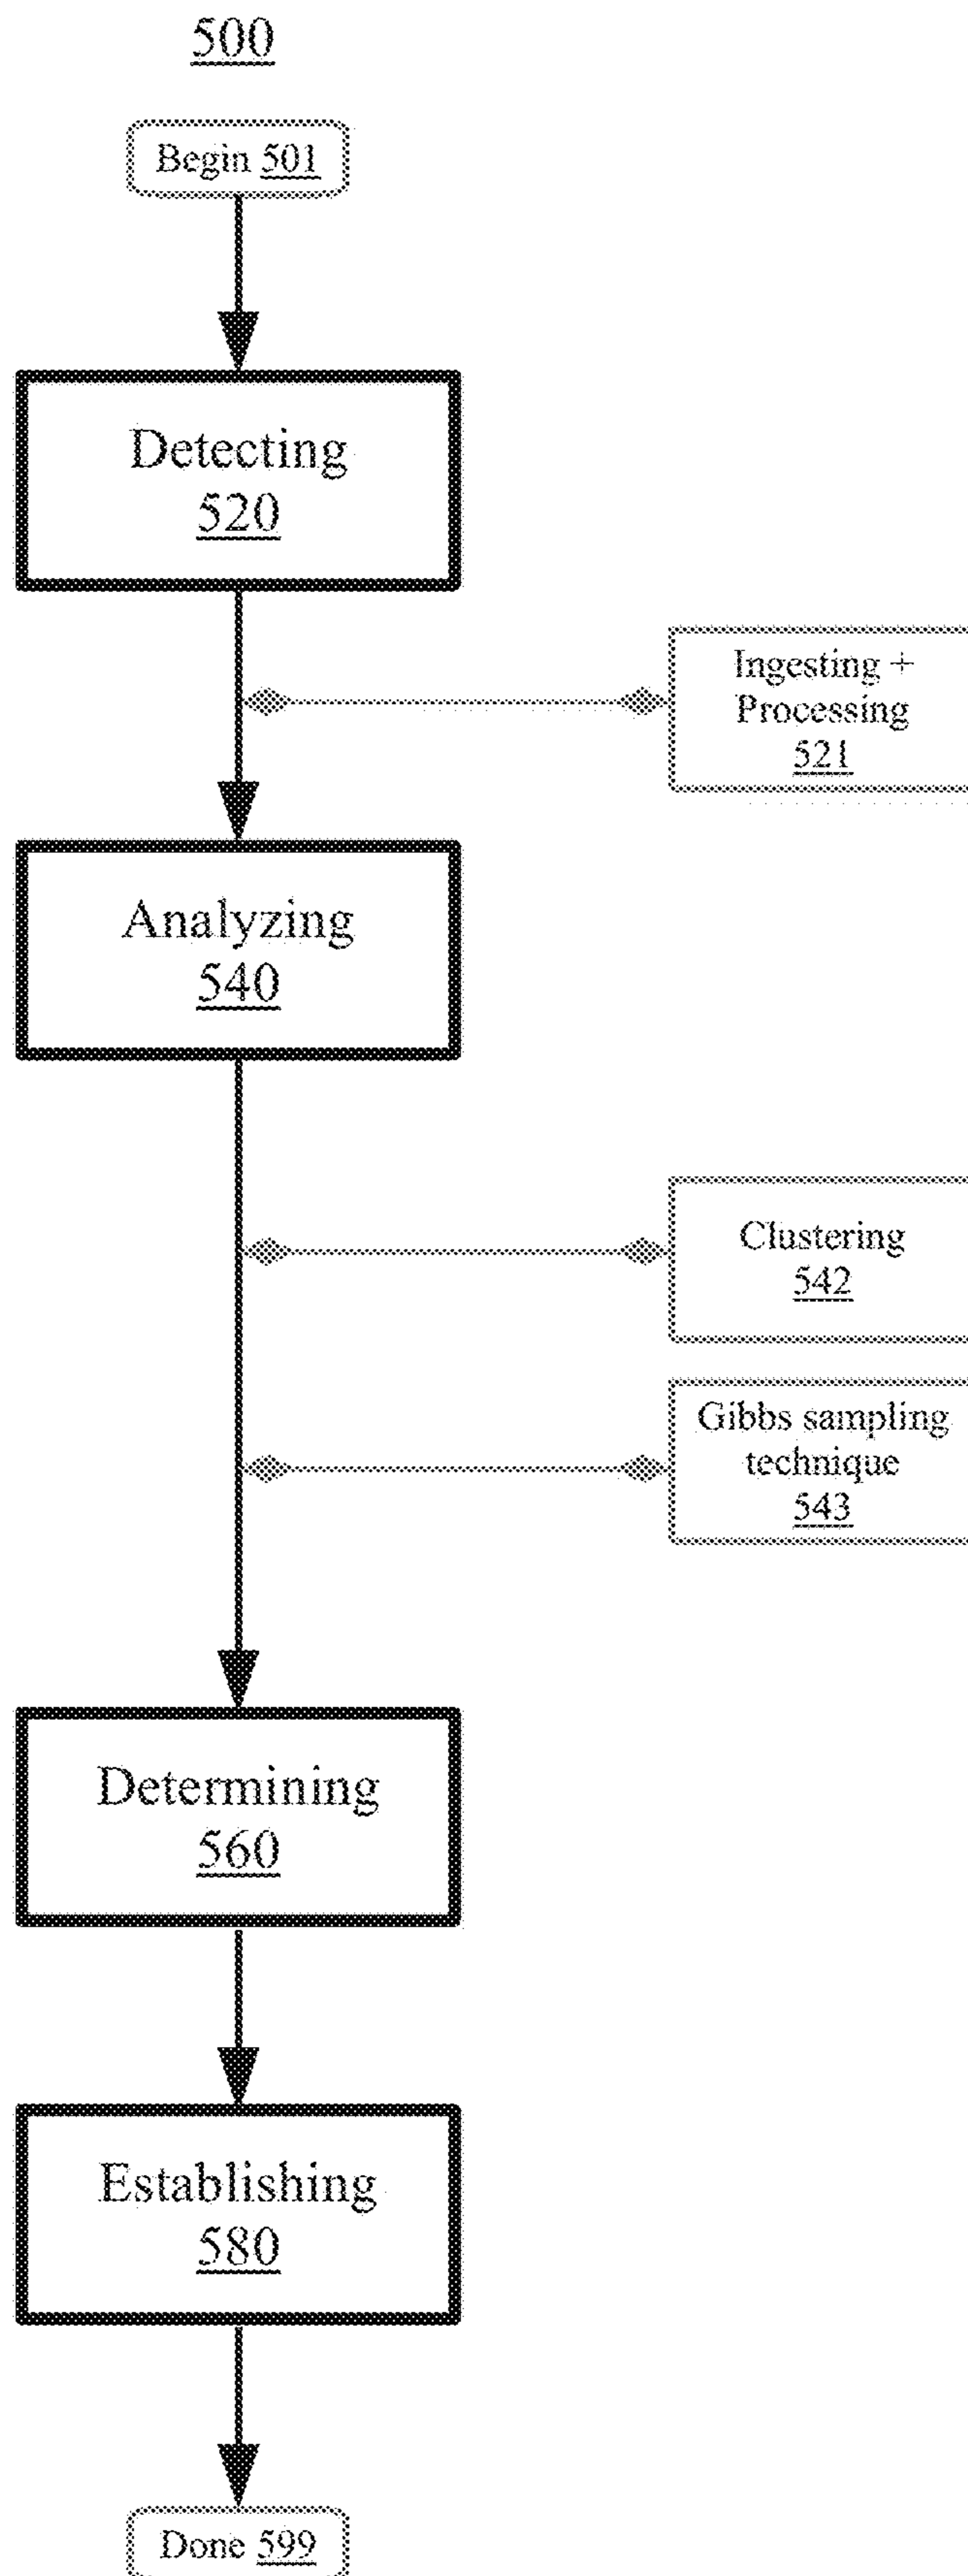 500
Begin 501
Detecting
520
Ingesting +
Processing
521
Analyzing
540
Clustering
542
Gibbs sampling
technique
543
Determining
560
Establishing
580
Done 599